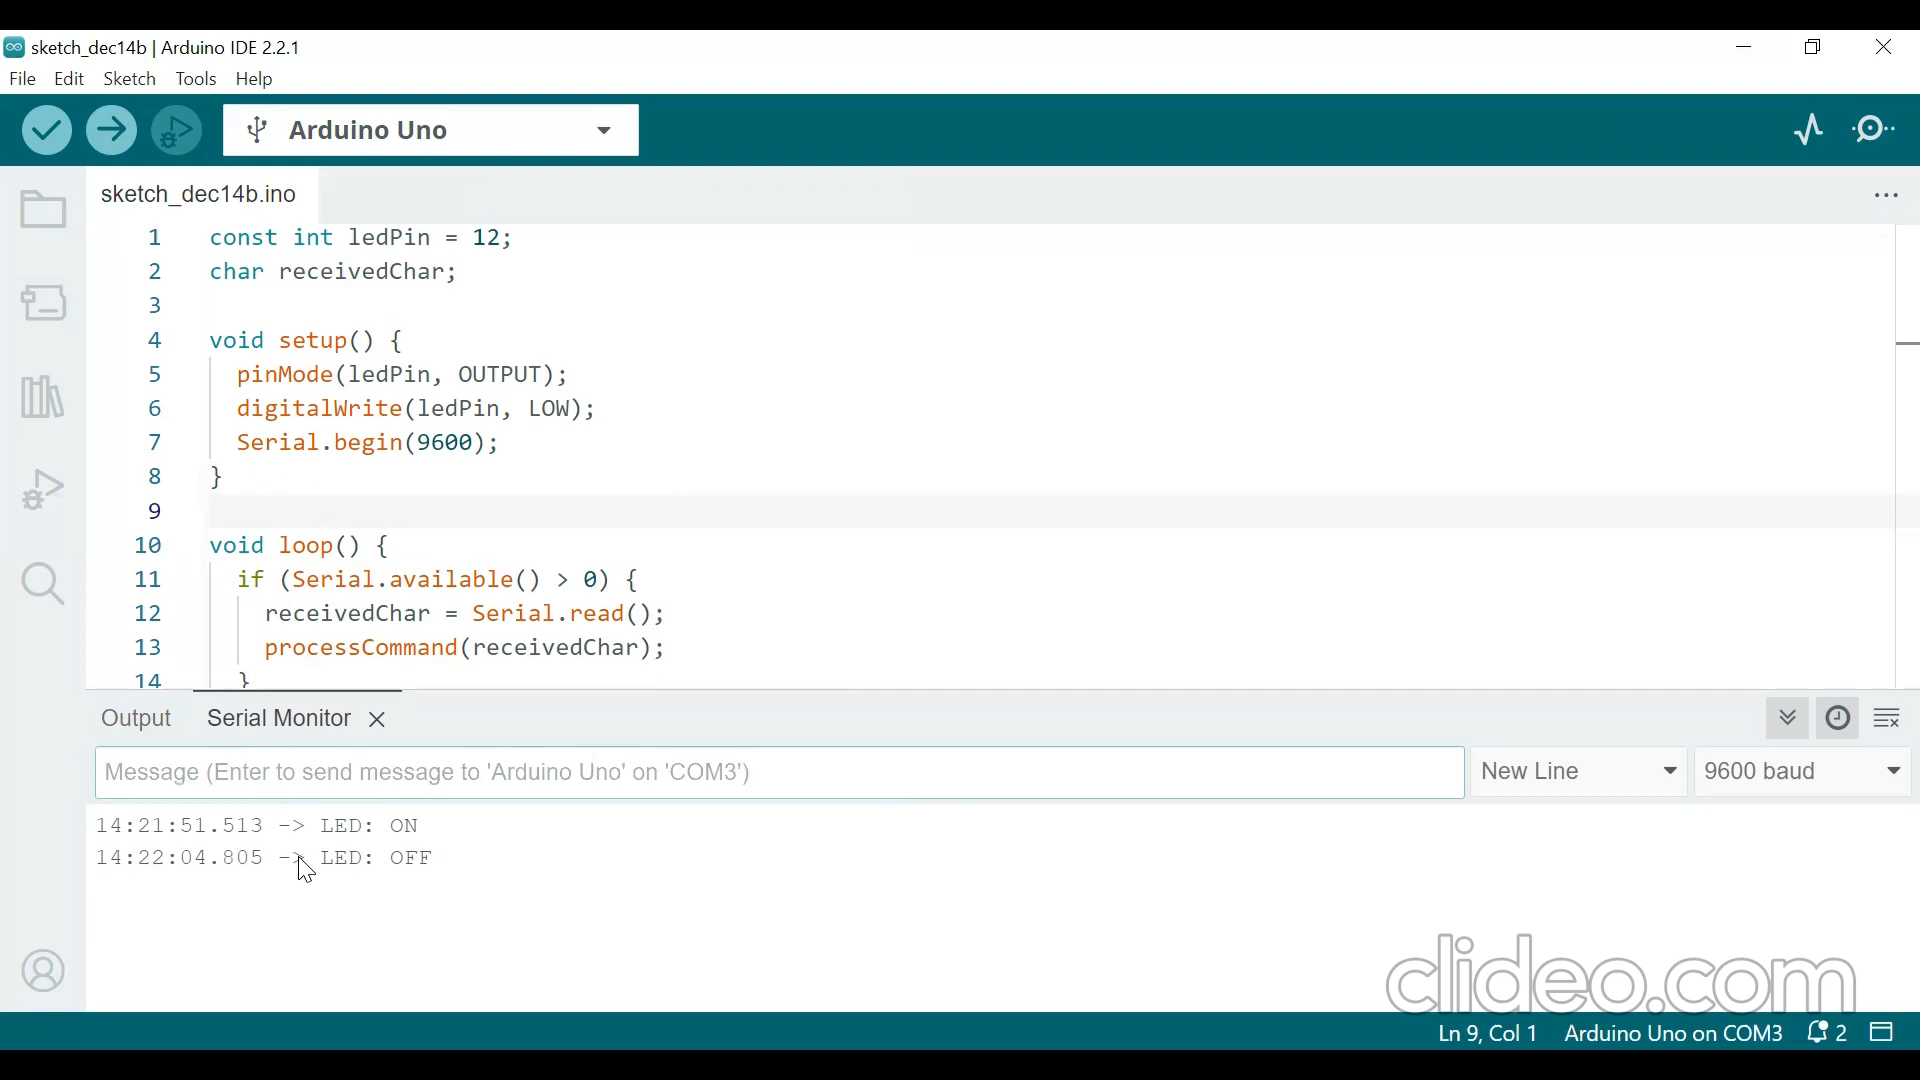 sketch_dec14b | Arduino IDE 2.2.1
File Edit Sketch Tools Help
Arduino Uno
sketch_dec14b.ino
1 const int ledPin = 12;
2 char receivedChar;
3
4 void setup() {
5 pinMode(ledPin, OUTPUT);
6 digitalWrite(ledPin, LOW);
7 Serial.begin(9600);
8 }
9
10 void loop() {
11 if (Serial.available() > 0) {
12 receivedChar = Serial.read();
13 processCommand(receivedChar);
14 }
Output Serial Monitor
Message (Enter to send message to 'Arduino Uno' on 'COM3') New Line 9600 baud
14:21:51.513 -> LED: ON
14:22:04.805 -> LED: OFF
clideo.com
Ln 9, Col 1 Arduino Uno on COM3 2